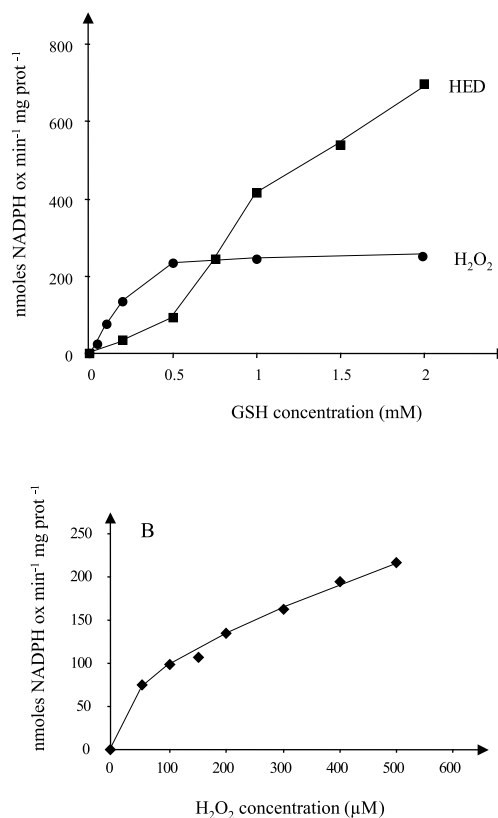 nmoles NADPH ox min⁻¹ mg prot ⁻¹
800
600
400
200
0
HED
H₂O₂
0 0.5 1 1.5 2
GSH concentration (mM)
nmoles NADPH ox min⁻¹ mg prot ⁻¹
B
250
200
150
100
50
0
0 100 200 300 400 500 600
H₂O₂ concentration (µM)